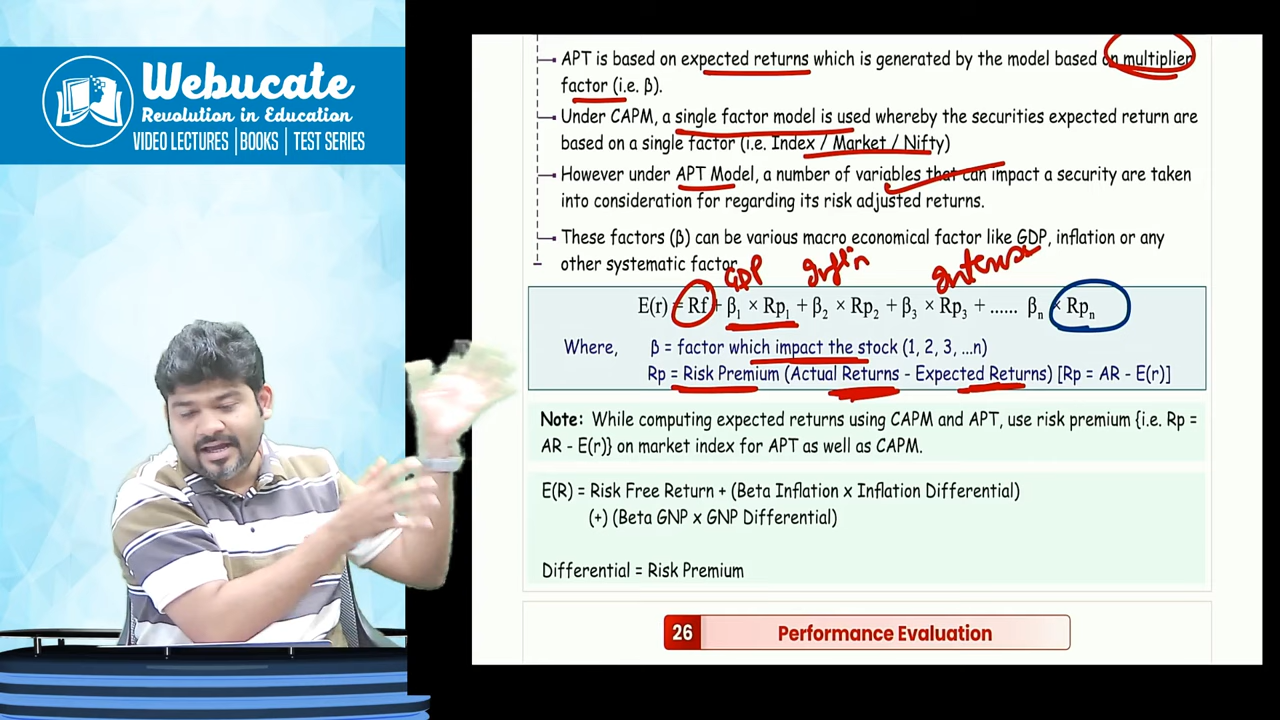 Webucate
Revolution in Education
VIDEO LECTURES | BOOKS | TEST SERIES
APT is based on expected returns which is generated by the model based on multiplier
factor (i.e. β).
Under CAPM, a single factor model is used whereby the securities expected return are
based on a single factor (i.e. Index / Market / Nifty)
However under APT Model, a number of variables that can impact a security are taken
into consideration for regarding its risk adjusted returns.
These factors (β) can be various macro economical factor like GDP, inflation or any
other systematic factor
GDP
E(r) = Rf + β₁ × Rp₁ + β₂ × Rp₂ + β₃ × Rp₃ + ...... βₙ × Rpₙ
Where, β = factor which impact the stock (1, 2, 3, ...n)
Rp = Risk Premium (Actual Returns - Expected Returns) [Rp = AR - E(r)]
Note: While computing expected returns using CAPM and APT, use risk premium {i.e. Rp =
AR - E(r)} on market index for APT as well as CAPM.
E(R) = Risk Free Return + (Beta Inflation x Inflation Differential)
(+) (Beta GNP x GNP Differential)
Differential = Risk Premium
26 Performance Evaluation